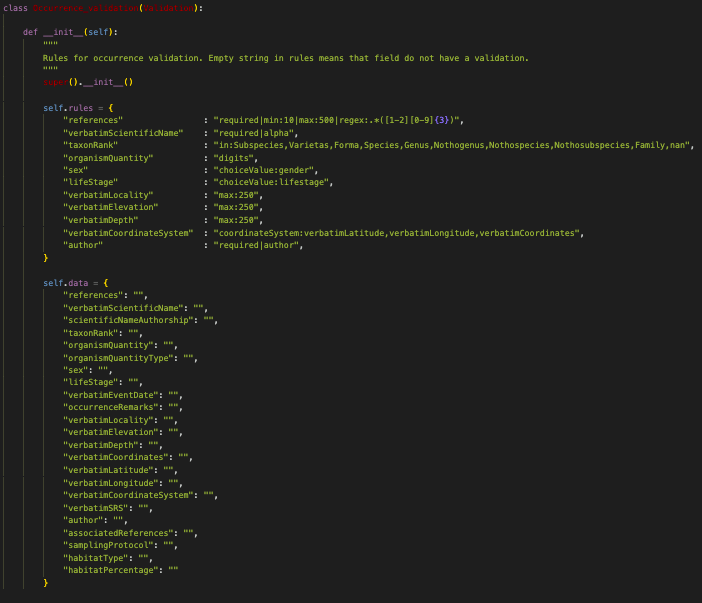 class Occurrence_Validation(Validation):
def __init__(self):
"""
Rules for occurrence validation. Empty string in rules means that field do not have a validation.
"""
super().__init__()
self.rules = {
"references" : "required|min:10|max:500|regex:.*([1-2][0-9]{3})",
"verbatimScientificName" : "required|alpha",
"taxonRank" : "in:Subspecies,Varietas,Forma,Species,Genus,Nothogenus,Nothospecies,Nothosubspecies,Family,nan",
"organismQuantity" : "digits",
"sex" : "choiceValue:gender",
"lifeStage" : "choiceValue:lifestage",
"verbatimLocality" : "max:250",
"verbatimElevation" : "max:250",
"verbatimDepth" : "max:250",
"verbatimCoordinateSystem" : "coordinateSystem:verbatimLatitude,verbatimLongitude,verbatimCoordinates",
"author" : "required|author",
}
self.data = {
"references": "",
"verbatimScientificName": "",
"scientificNameAuthorship": "",
"taxonRank": "",
"organismQuantity": "",
"organismQuantityType": "",
"sex": "",
"lifeStage": "",
"verbatimEventDate": "",
"occurrenceRemarks": "",
"verbatimLocality": "",
"verbatimElevation": "",
"verbatimDepth": "",
"verbatimCoordinates": "",
"verbatimLatitude": "",
"verbatimLongitude": "",
"verbatimCoordinateSystem": "",
"verbatimSRS": "",
"author": "",
"associatedReferences": "",
"samplingProtocol": "",
"habitatType": "",
"habitatPercentage": ""
}